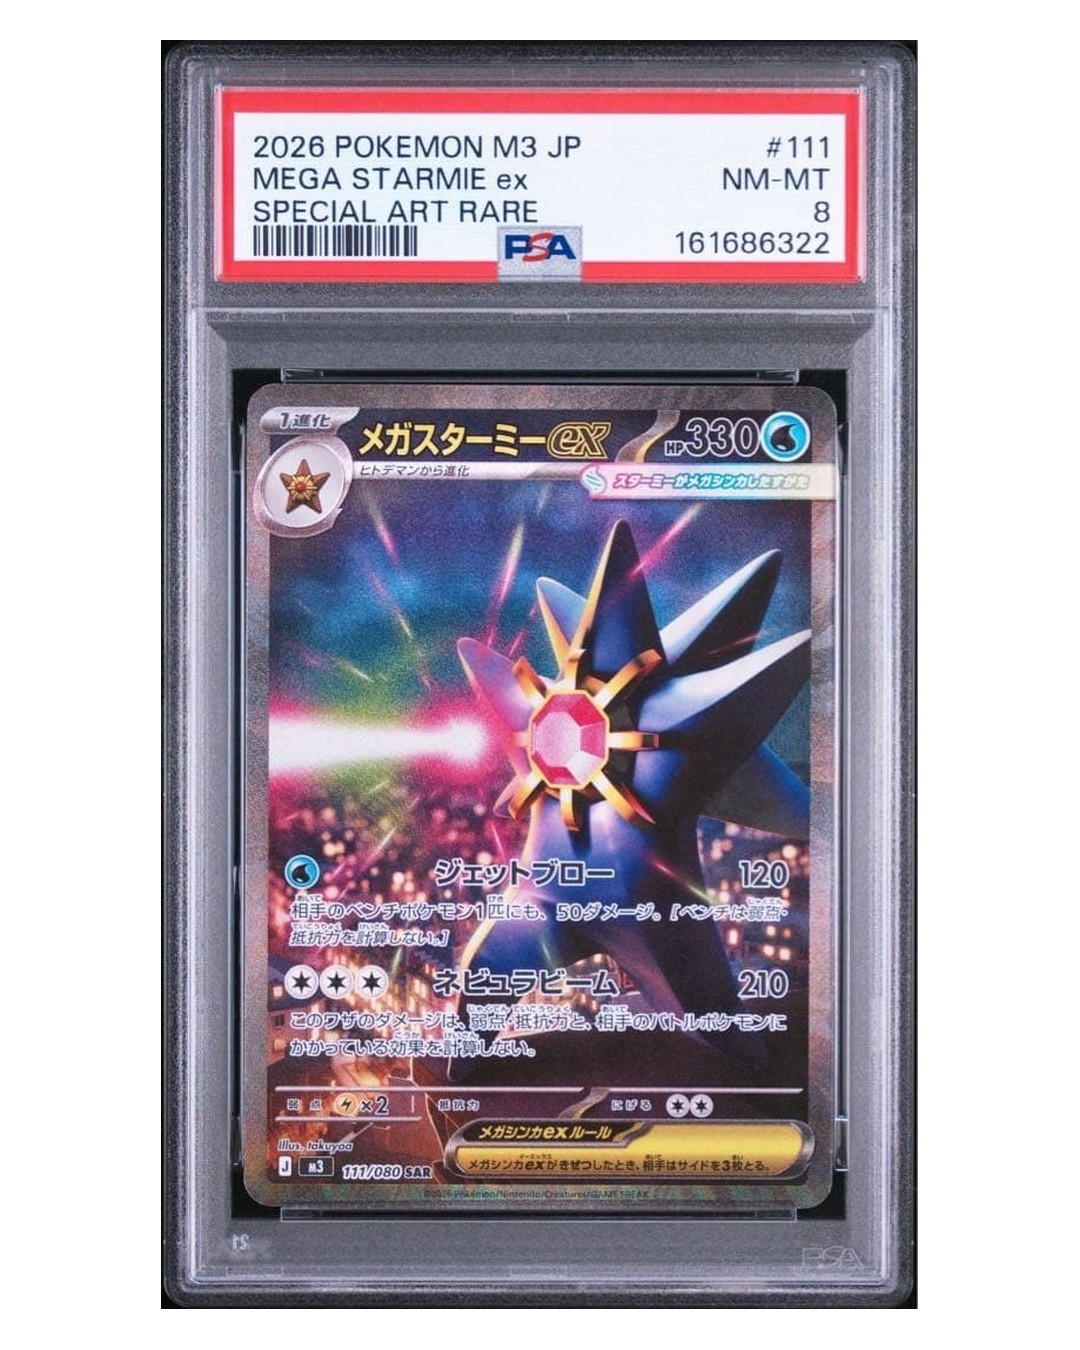 2026 POKEMON M3 JP #111
MEGA STARMIE ex NM-MT
SPECIAL ART RARE 8
PSA 161686322
1進化
メガスターミーex HP330
ヒトデマンから進化
スターミーがメガシンカしたすがた
ジェットブロー 120
相手のベンチポケモン1匹にも、50ダメージ。[ベンチは弱点・
抵抗力を計算しない。]
ネビュラビーム 210
このワザのダメージは、弱点・抵抗力と、相手のバトルポケモンに
かかっている効果を計算しない。
弱点 ×2 抵抗力 にげる
メガシンカexルール
メガシンカexがきぜつしたとき、相手はサイドを3枚とる。
Illus. takuyoa
J M3 111/080 SAR
©2026 Pokémon/Nintendo/Creatures/GAME FREAK
PSA